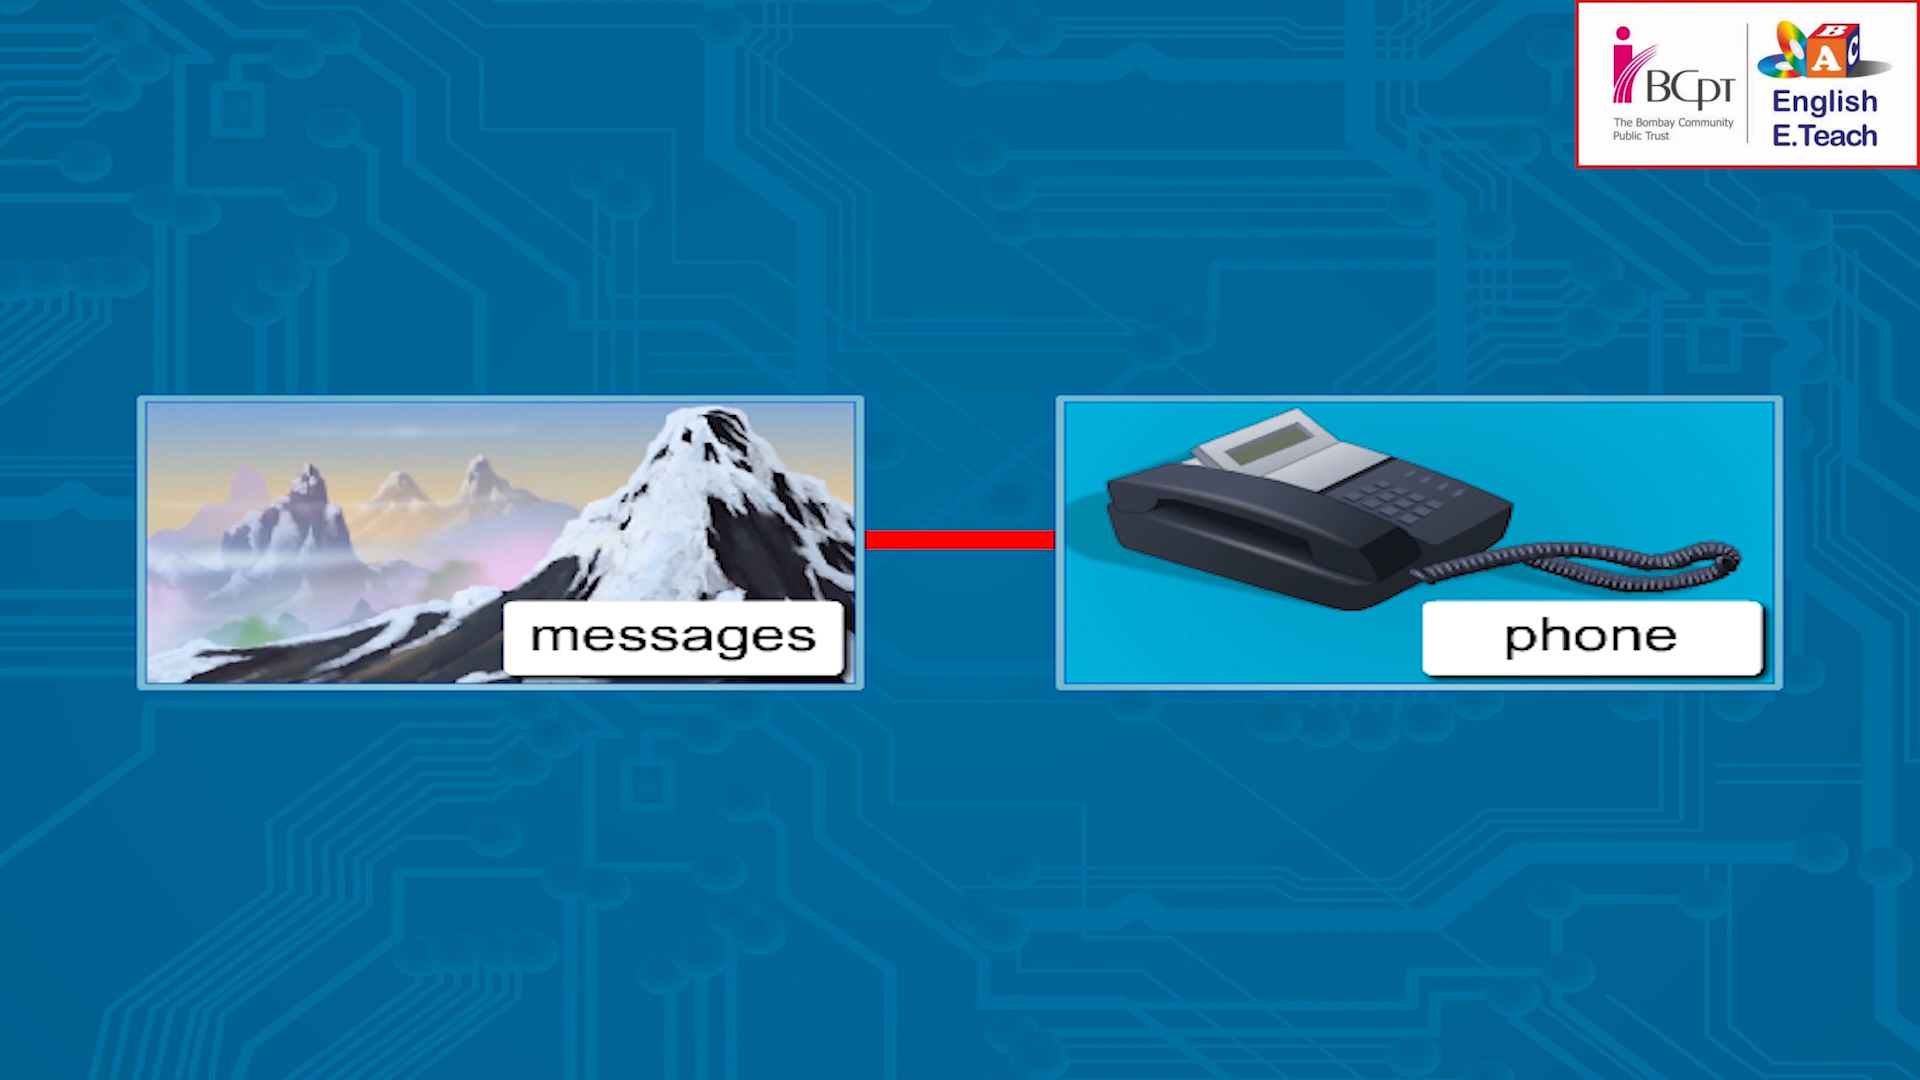 BCPT
The Bombay Community
Public Trust
B
A
C
English
E.Teach
messages
phone